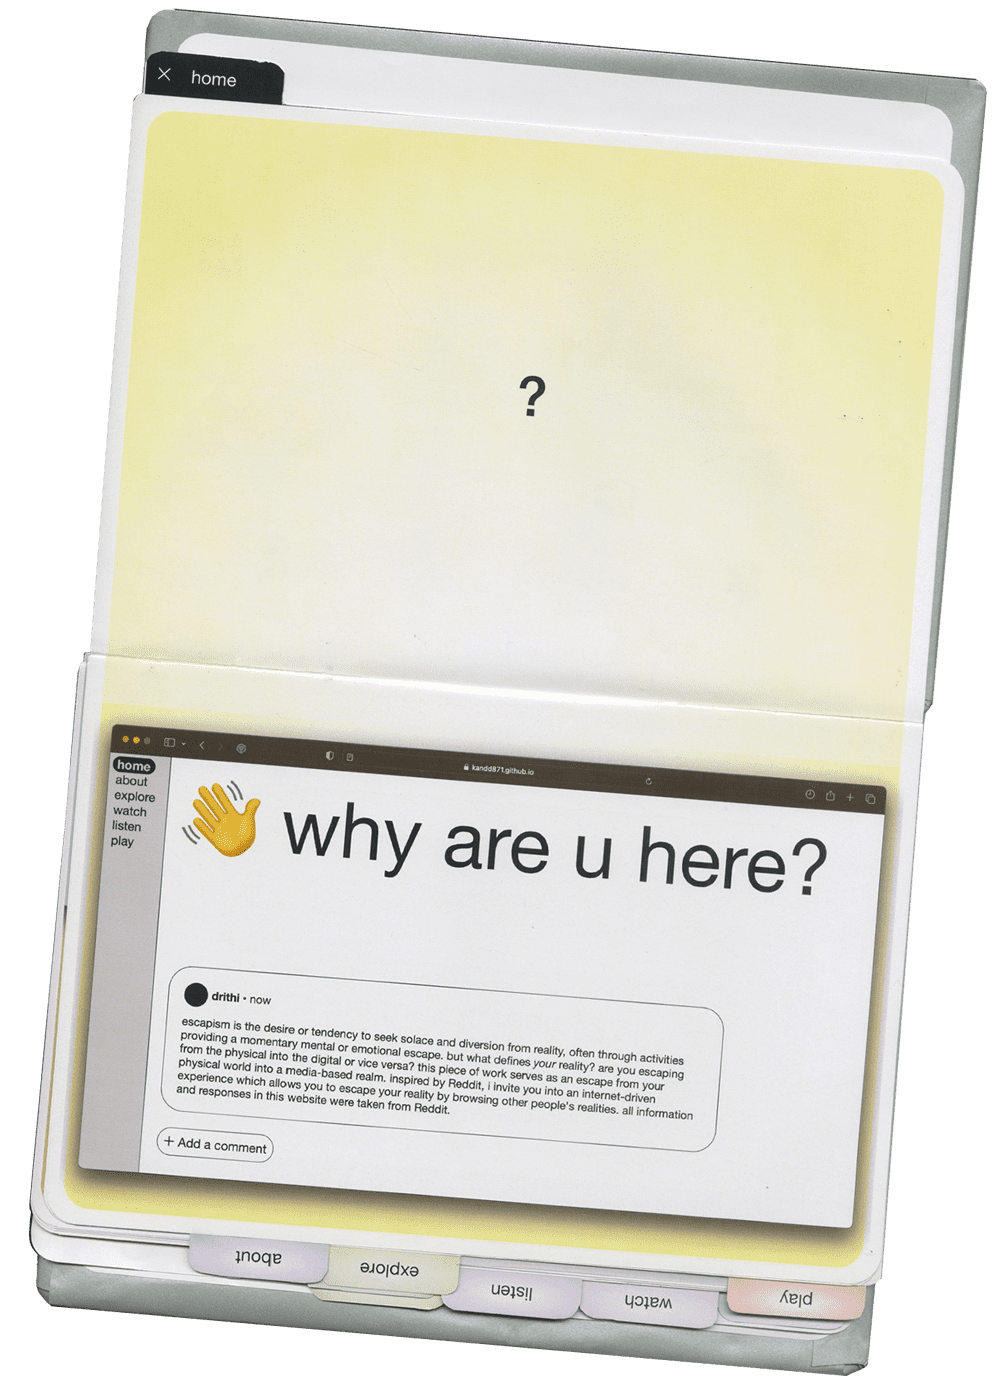 × home
?
kandd871.github.io
home
about
explore
watch
listen
play
👋 why are u here?
drithi • now
escapism is the desire or tendency to seek solace and diversion from reality, often through activities
providing a momentary mental or emotional escape. but what defines your reality? are you escaping
from the physical into the digital or vice versa? this piece of work serves as an escape from your
physical world into a media-based realm. inspired by Reddit, i invite you into an internet-driven
experience which allows you to escape your reality by browsing other people's realities. all information
and responses in this website were taken from Reddit.
+ Add a comment
about
explore
listen
watch
play